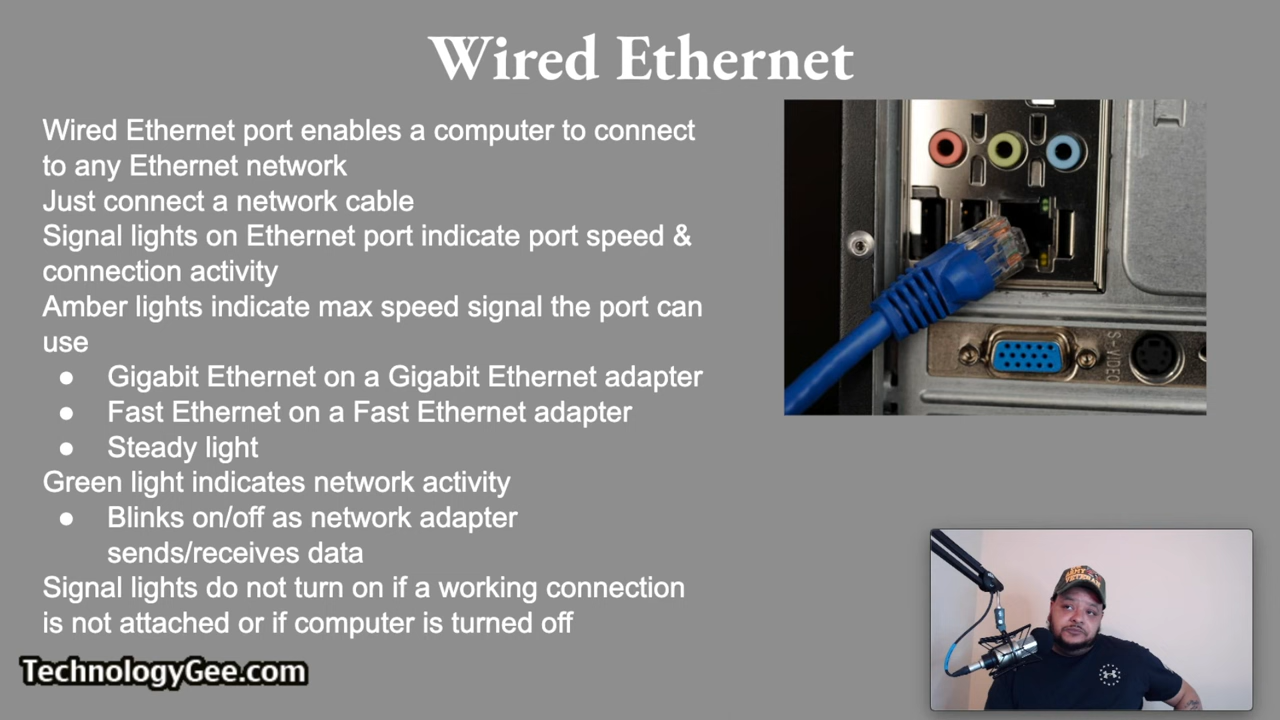 Wired Ethernet
Wired Ethernet port enables a computer to connect
to any Ethernet network
Just connect a network cable
Signal lights on Ethernet port indicate port speed &
connection activity
Amber lights indicate max speed signal the port can
use
● Gigabit Ethernet on a Gigabit Ethernet adapter
● Fast Ethernet on a Fast Ethernet adapter
● Steady light
Green light indicates network activity
● Blinks on/off as network adapter
sends/receives data
Signal lights do not turn on if a working connection
is not attached or if computer is turned off
S-VIDEO
TechnologyGee.com